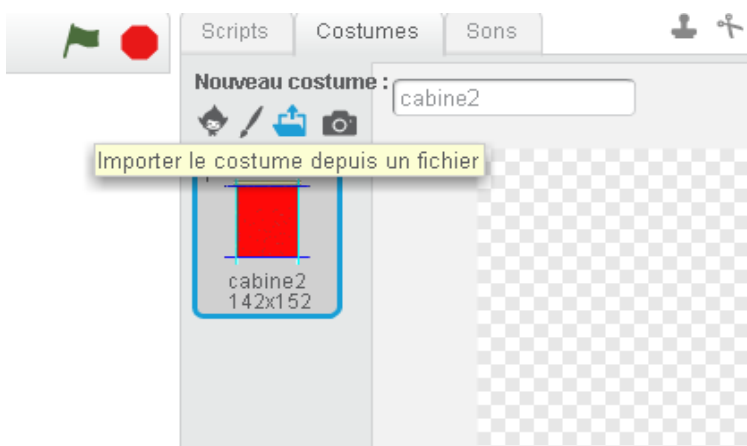 Scripts Costumes Sons
Nouveau costume :
cabine2
Importer le costume depuis un fichier
cabine2
142x152